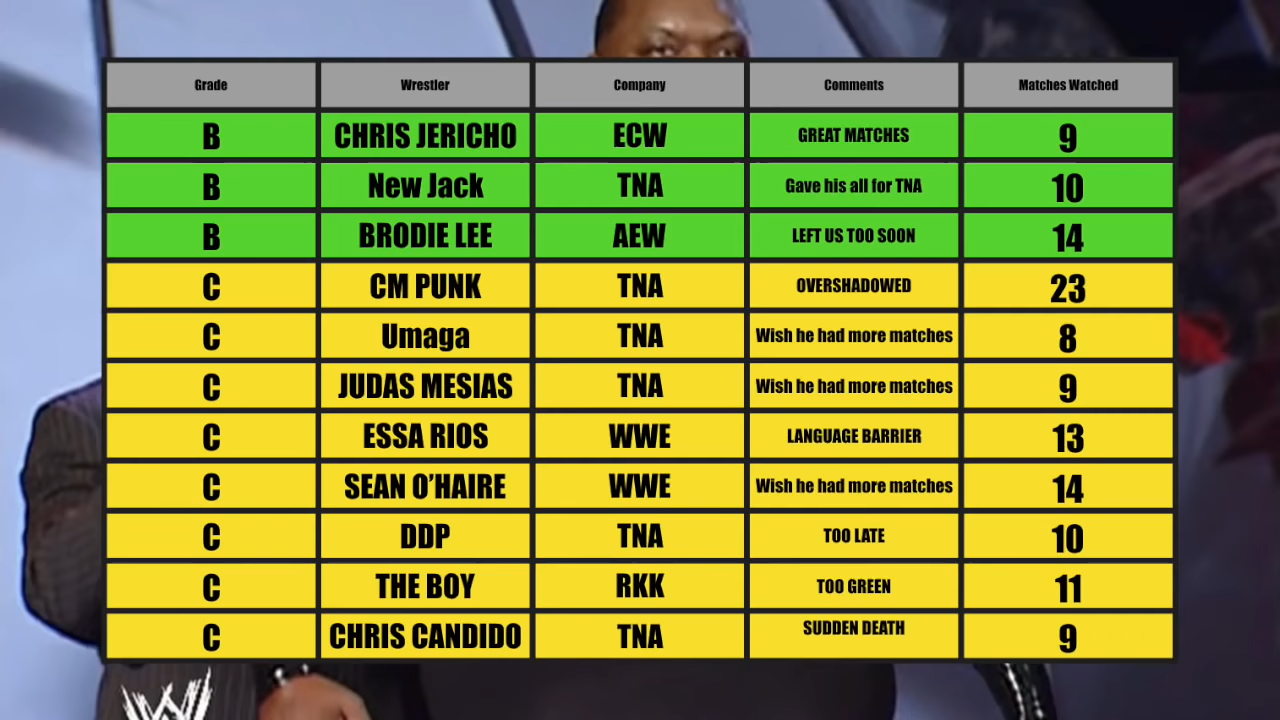 Grade Wrestler Company Comments Matches Watched
B CHRIS JERICHO ECW GREAT MATCHES 9
B New Jack TNA Gave his all for TNA 10
B BRODIE LEE AEW LEFT US TOO SOON 14
C CM PUNK TNA OVERSHADOWED 23
C Umaga TNA Wish he had more matches 8
C JUDAS MESIAS TNA Wish he had more matches 9
C ESSA RIOS WWE LANGUAGE BARRIER 13
C SEAN O’HAIRE WWE Wish he had more matches 14
C DDP TNA TOO LATE 10
C THE BOY RKK TOO GREEN 11
C CHRIS CANDIDO TNA SUDDEN DEATH 9
W